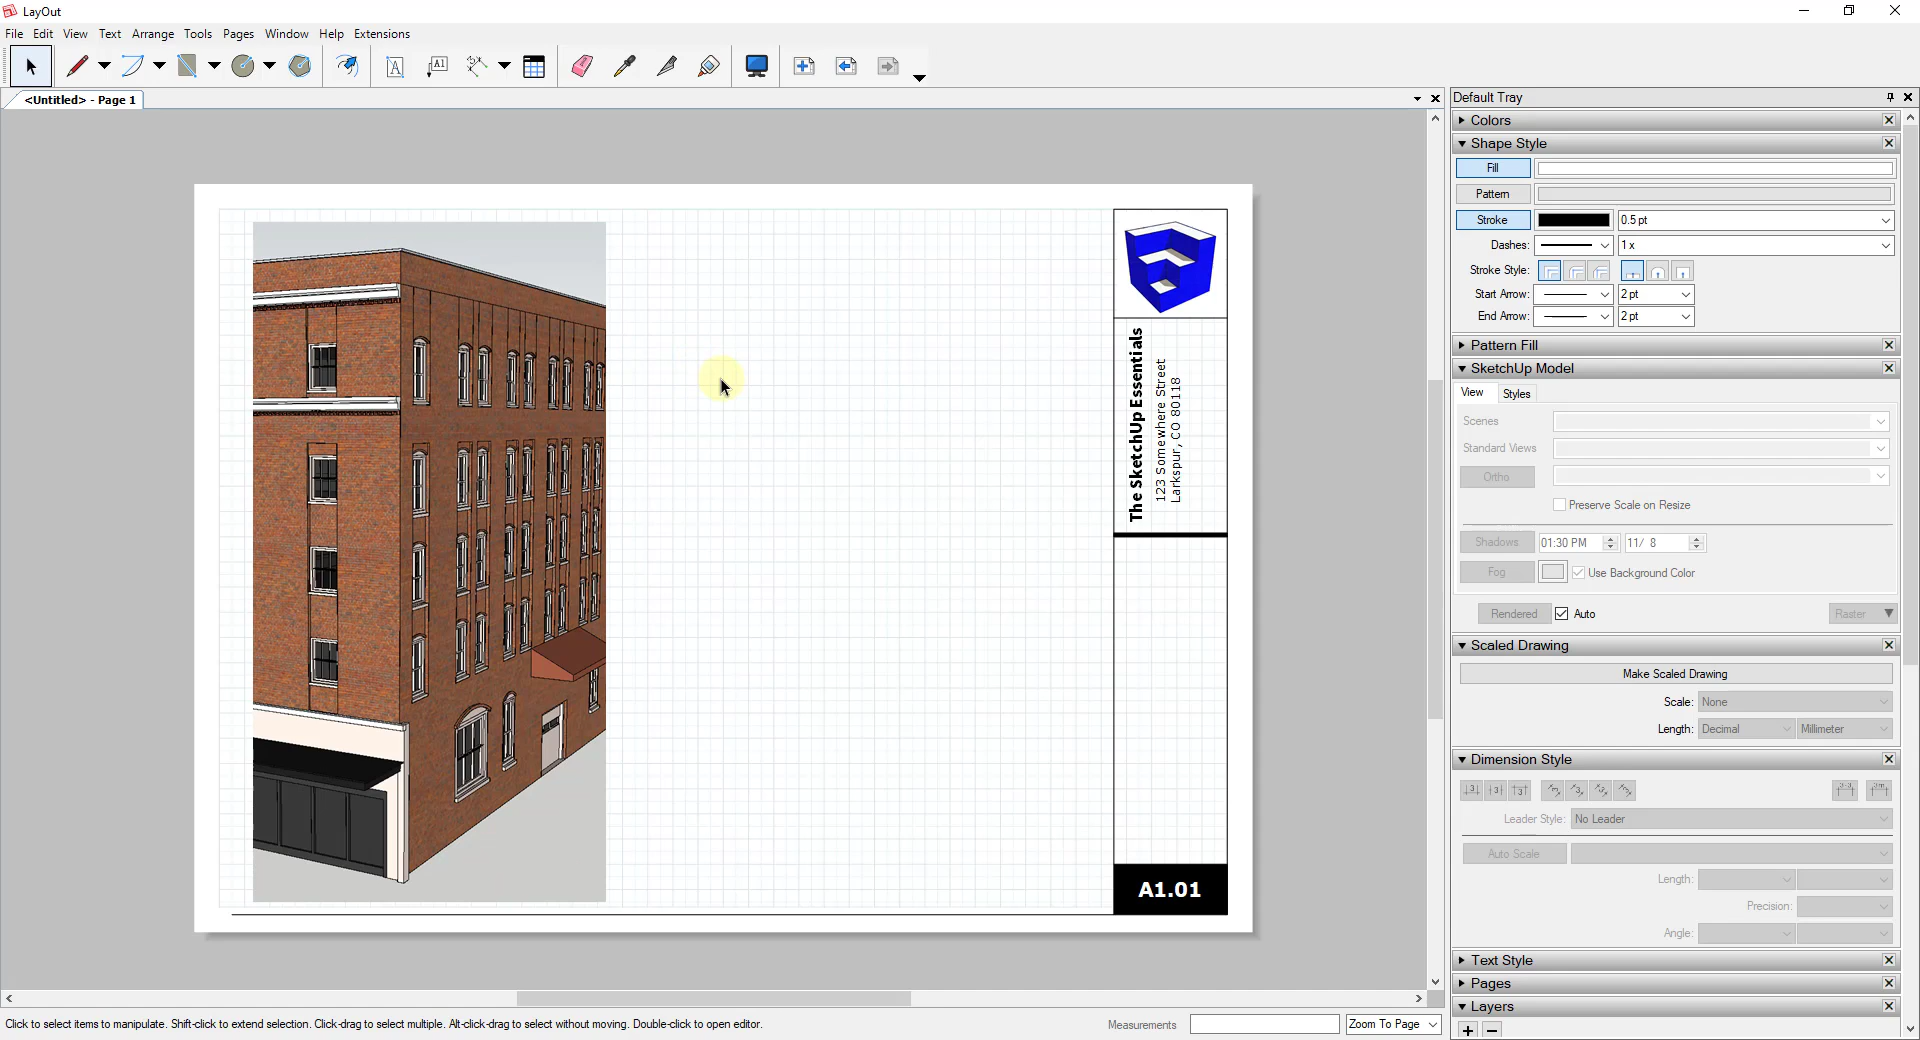 LayOut
File Edit View Text Arrange Tools Pages Window Help Extensions
<Untitled> - Page 1
Default Tray
Colors
Shape Style
Fill
Pattern
Stroke 0.5 pt
Dashes: 1 x
Stroke Style:
Start Arrow: 2 pt
End Arrow: 2 pt
Pattern Fill
SketchUp Model
View Styles
Scenes
Standard Views
Ortho
Preserve Scale on Resize
Shadows 01:30 PM 11/ 8
Fog Use Background Color
Rendered Auto Raster
Scaled Drawing
Make Scaled Drawing
Scale: None
Length: Decimal Millimeter
Dimension Style
Leader Style: No Leader
Auto Scale
Length:
Precision:
Angle:
Text Style
Pages
Layers
The SketchUp Essentials
123 Somewhere Street
Larkspur, CO 80118
A1.01
Click to select items to manipulate. Shift-click to extend selection. Click-drag to select multiple. Alt-click-drag to select without moving. Double-click to open editor.
Measurements Zoom To Page